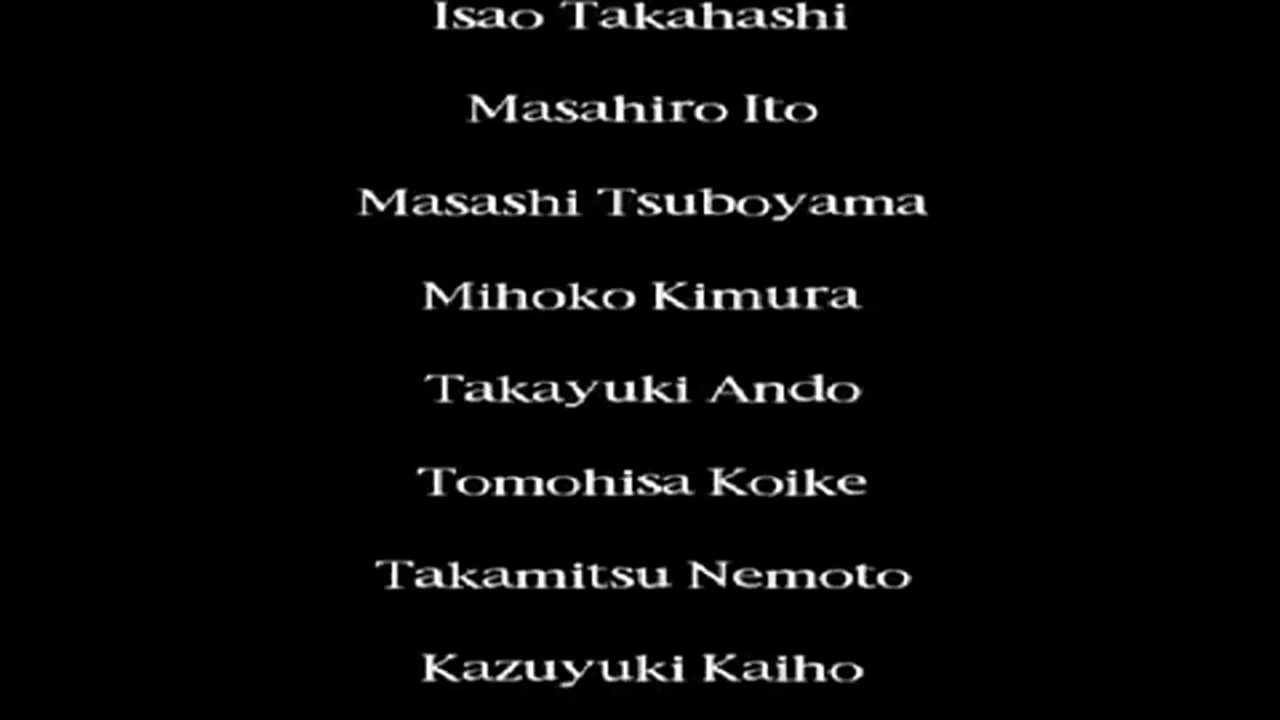 Isao Takahashi
Masahiro Ito
Masashi Tsuboyama
Mihoko Kimura
Takayuki Ando
Tomohisa Koike
Takamitsu Nemoto
Kazuyuki Kaiho